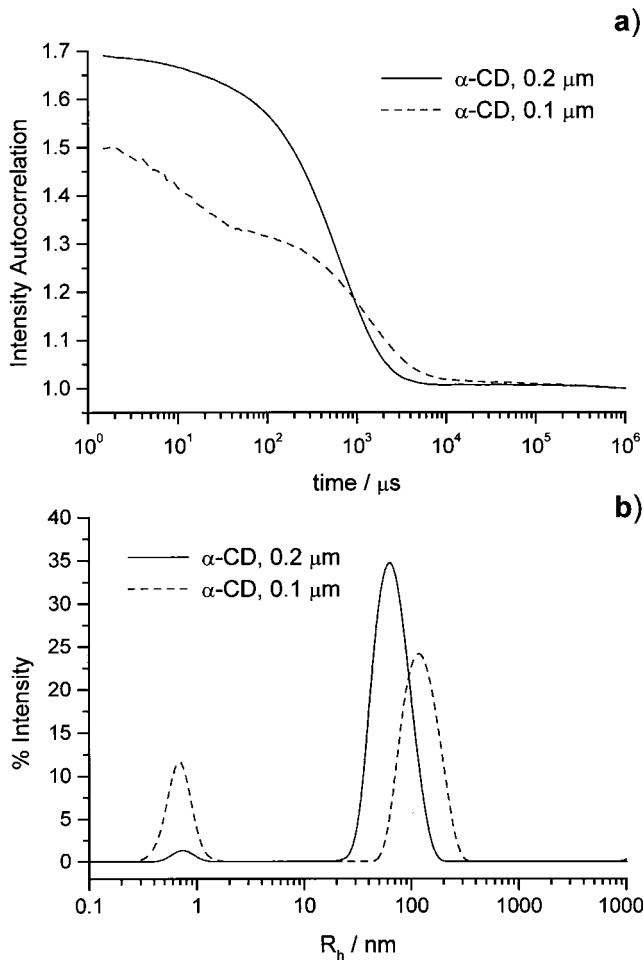 a)
1.7
1.6
1.5
1.4
1.3
1.2
1.1
1.0
Intensity Autocorrelation
α-CD, 0.2 μm
α-CD, 0.1 μm
10⁰ 10¹ 10² 10³ 10⁴ 10⁵ 10⁶
time / μs
b)
40
35
30
25
20
15
10
5
0
% Intensity
α-CD, 0.2 μm
α-CD, 0.1 μm
0.1 1 10 100 1000 1000
R_h / nm